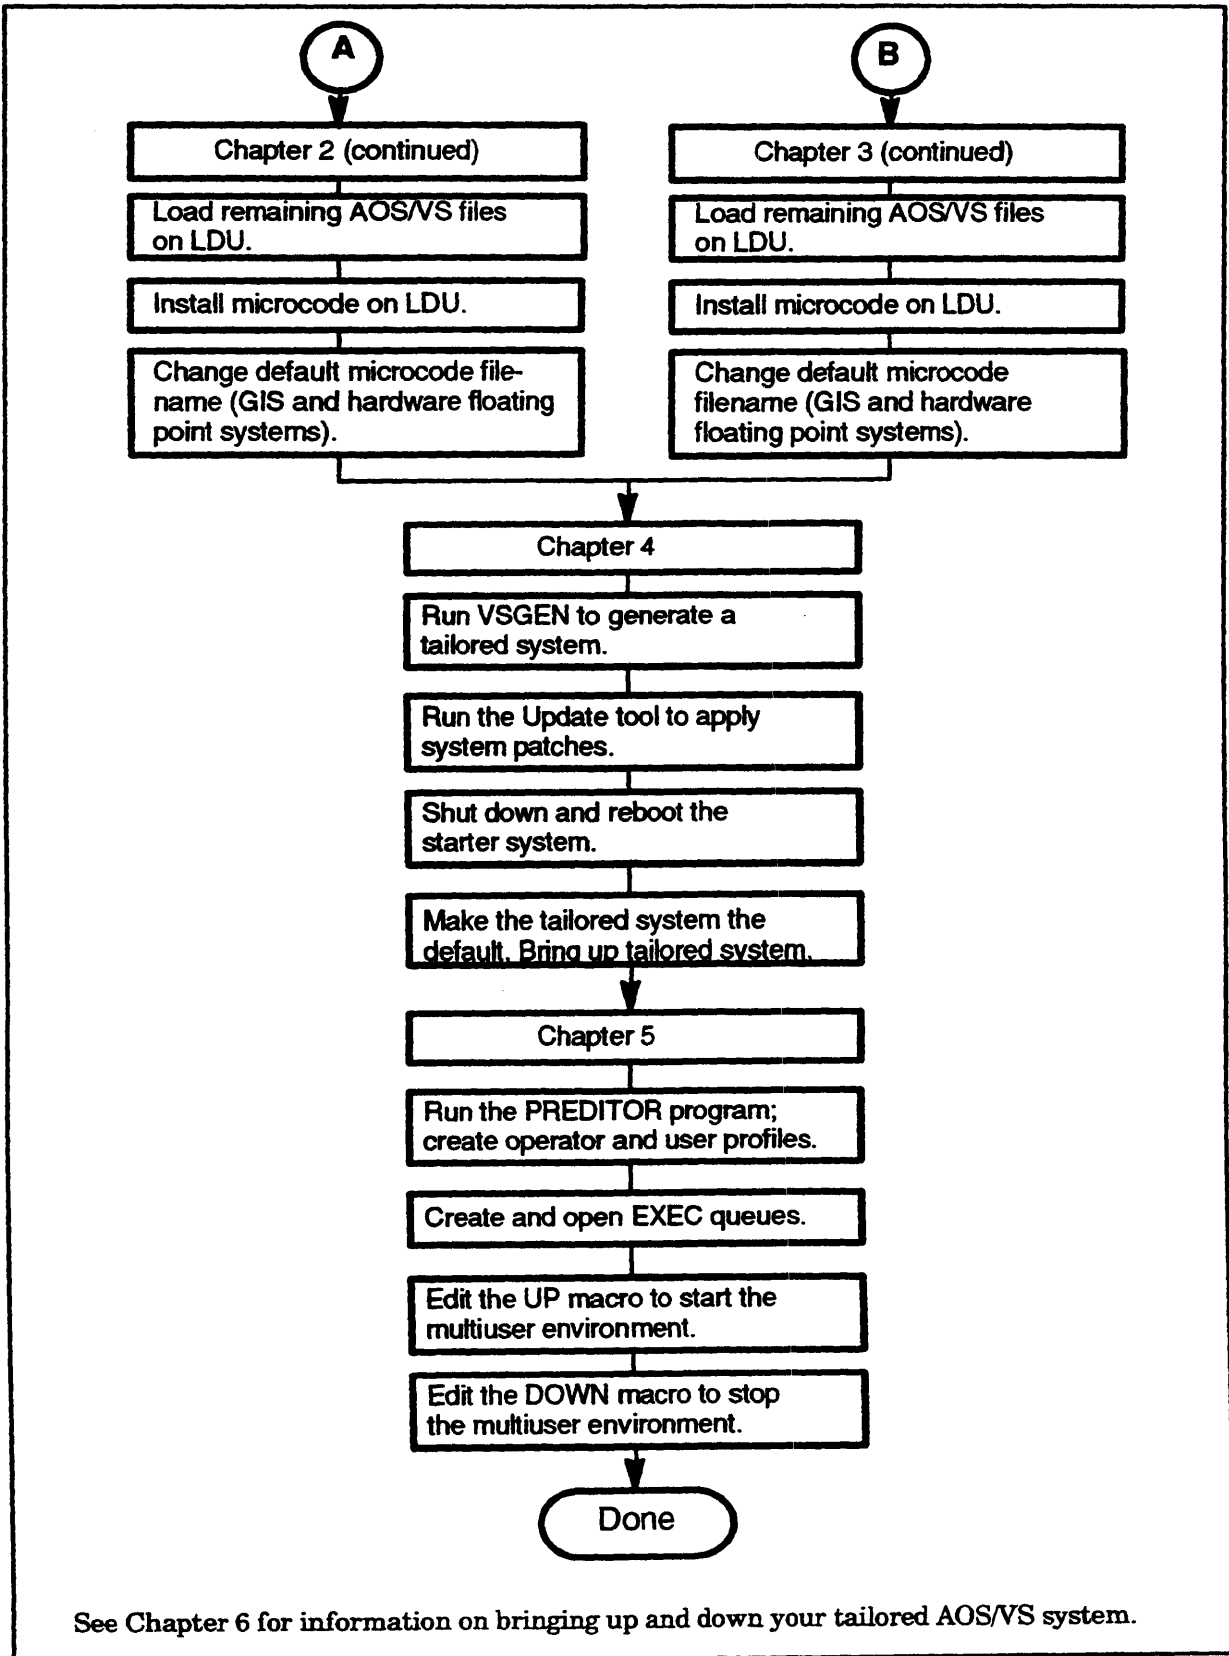 A
Chapter 2 (continued)
Load remaining AOS/VS files
on LDU.
Install microcode on LDU.
Change default microcode file-
name (GIS and hardware floating
point systems).
B
Chapter 3 (continued)
Load remaining AOS/VS files
on LDU.
Install microcode on LDU.
Change default microcode
filename (GIS and hardware
floating point systems).
Chapter 4
Run VSGEN to generate a
tailored system.
Run the Update tool to apply
system patches.
Shut down and reboot the
starter system.
Make the tailored system the
default. Bring up tailored system.
Chapter 5
Run the PREDITOR program;
create operator and user profiles.
Create and open EXEC queues.
Edit the UP macro to start the
multiuser environment.
Edit the DOWN macro to stop
the multiuser environment.
Done
See Chapter 6 for information on bringing up and down your tailored AOS/VS system.